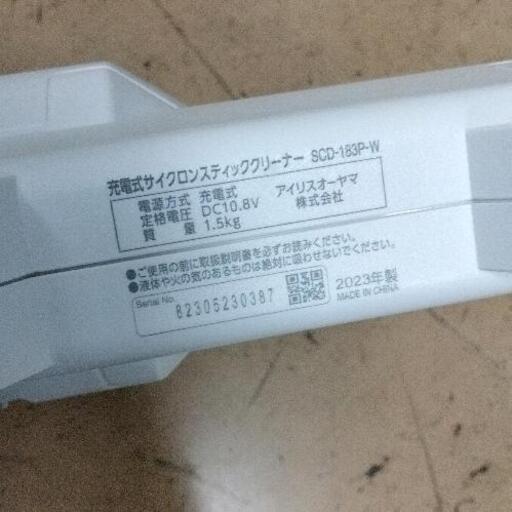 充電式サイクロンスティッククリーナー SCD-183P-W
電源方式 充電式 アイリスオーヤマ
定格電圧 DC10.8V 株式会社
質量 1.5kg
●ご使用の前に取扱説明書を必ずお読みください。
●液体や火の気のあるものは絶対に吸わせないでください。
Serial No.
82305230387
2023年製
MADE IN CHINA